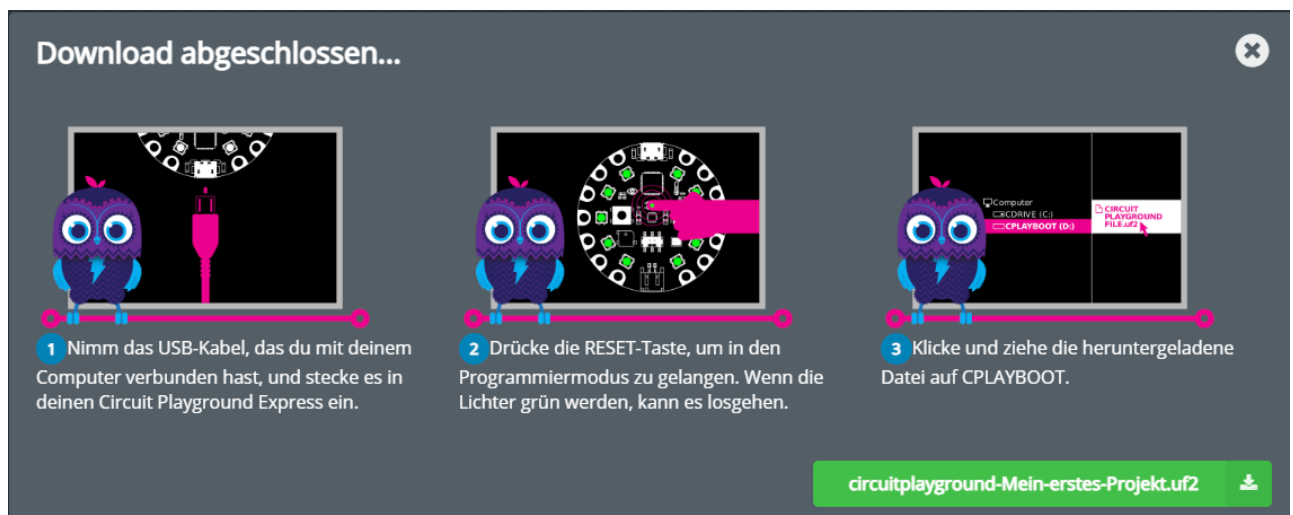 Download abgeschlossen...
Computer
CDRIVE (C:)
CPLAYBOOT (D:)
CIRCUIT
PLAYGROUND
FILE.uf2
1 Nimm das USB-Kabel, das du mit deinem
Computer verbunden hast, und stecke es in
deinen Circuit Playground Express ein.
2 Drücke die RESET-Taste, um in den
Programmiermodus zu gelangen. Wenn die
Lichter grün werden, kann es losgehen.
3 Klicke und ziehe die heruntergeladene
Datei auf CPLAYBOOT.
circuitplayground-Mein-erstes-Projekt.uf2